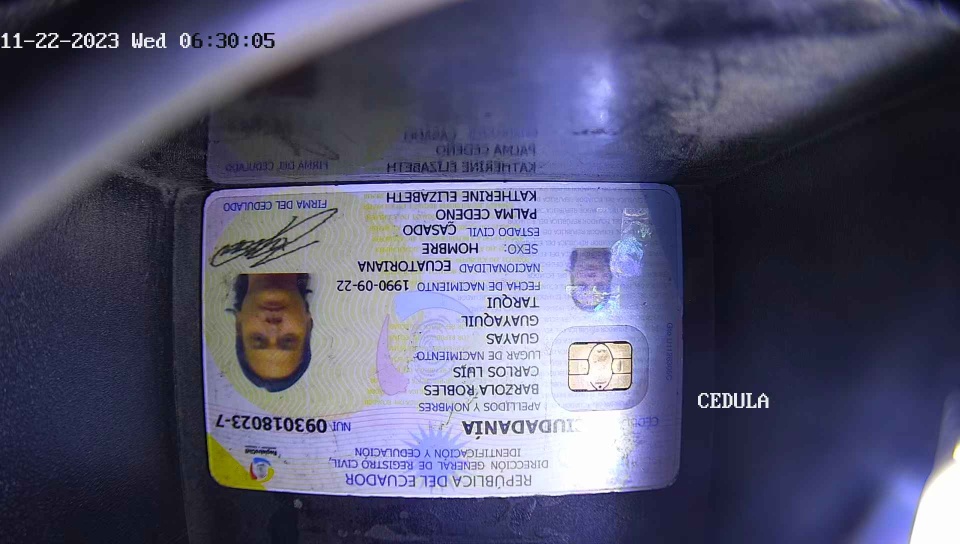 11-22-2023 Wed 06:30:05
CEDULA
REPÚBLICA DEL ECUADOR
DIRECCIÓN GENERAL DE REGISTRO CIVIL,
IDENTIFICACIÓN Y CEDULACIÓN
CIUDADANÍA
NUI 093018023-7
APELLIDOS Y NOMBRES
BARZOLA ROBLES
CARLOS LUIS
LUGAR DE NACIMIENTO
GUAYAS
GUAYAQUIL
TARQUI
FECHA DE NACIMIENTO 1990-09-22
NACIONALIDAD ECUATORIANA
SEXO: HOMBRE
ESTADO CIVIL CASADO
PALMA CEDEÑO
KATHERINE ELIZABETH
FIRMA DEL CEDULADO